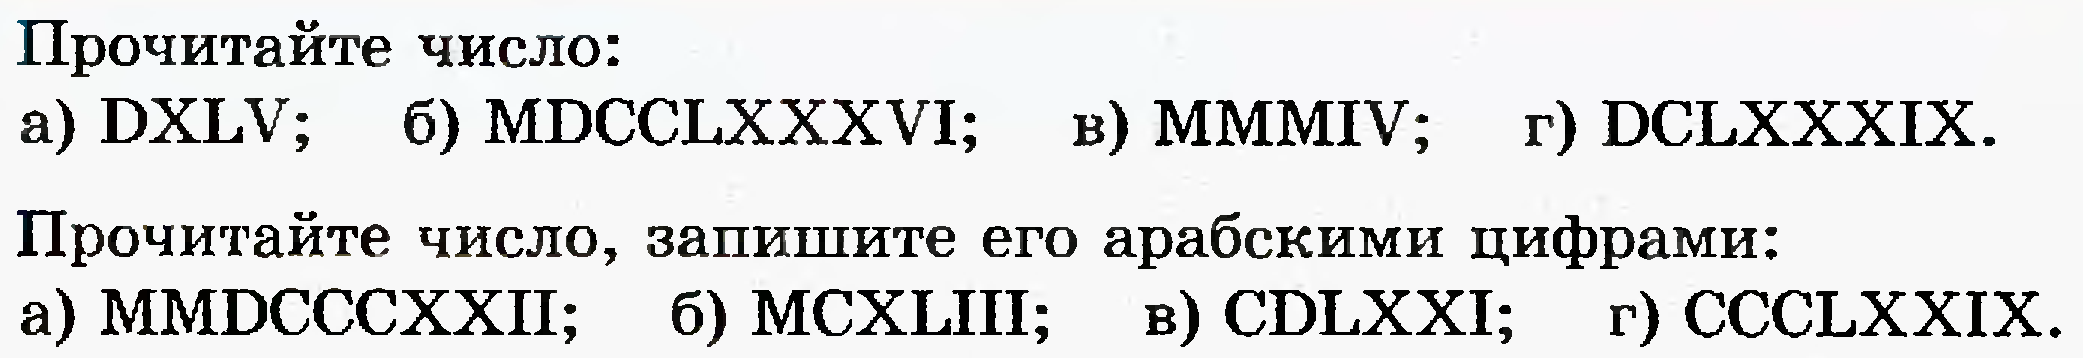 Прочитайте число:
а) DXLV; б) MDCCLXXXVI; в) MMMIV; г) DCLXXXIX.
Прочитайте число, запишите его арабскими цифрами:
а) MMDCCCXXII; б) MCXLIII; в) CDLXXI; г) CCCLXXIX.